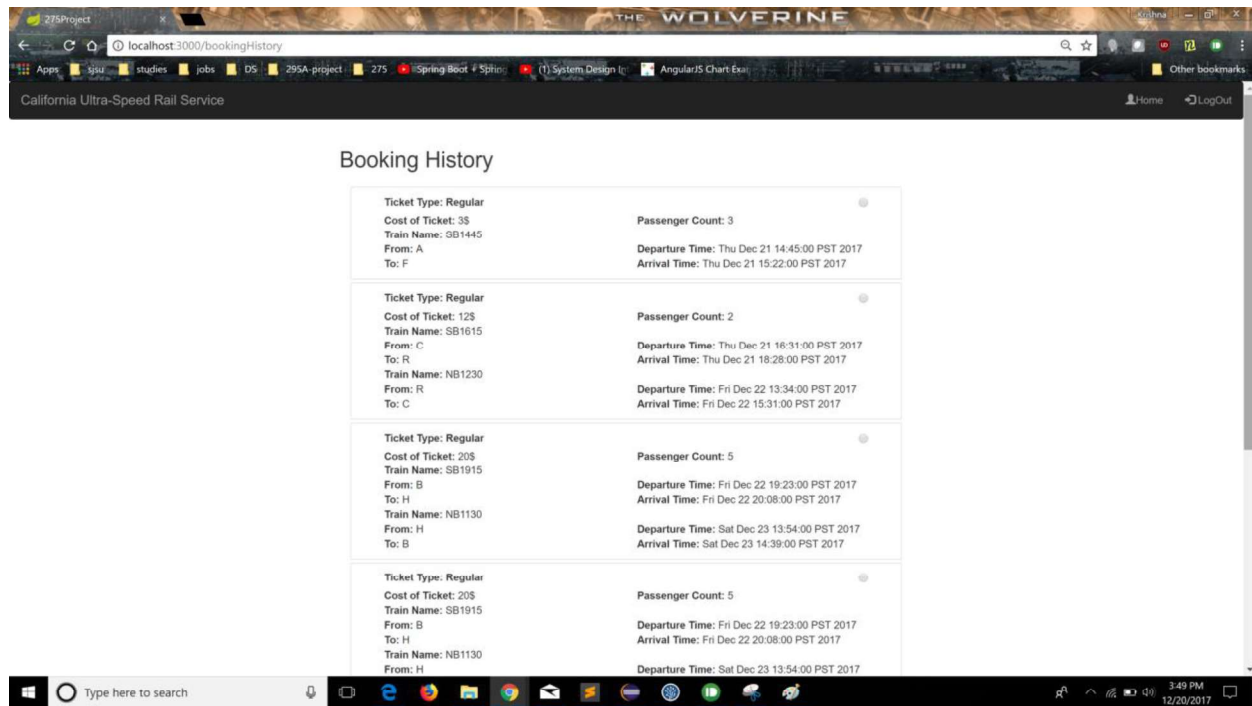 275Project
THE WOLVERINE
Krishna
localhost:3000/bookingHistory
Apps sjsu studies jobs DS 295A-project 275 Spring Boot + Spring (1) System Design Int AngularJS Chart Exam Other bookmarks
California Ultra-Speed Rail Service Home LogOut
Booking History
Ticket Type: Regular
Cost of Ticket: 3$ Passenger Count: 3
Train Name: SB1445
From: A Departure Time: Thu Dec 21 14:45:00 PST 2017
To: F Arrival Time: Thu Dec 21 15:22:00 PST 2017
Ticket Type: Regular
Cost of Ticket: 12$ Passenger Count: 2
Train Name: SB1615
From: C Departure Time: Thu Dec 21 16:31:00 PST 2017
To: R Arrival Time: Thu Dec 21 18:28:00 PST 2017
Train Name: NB1230
From: R Departure Time: Fri Dec 22 13:34:00 PST 2017
To: C Arrival Time: Fri Dec 22 15:31:00 PST 2017
Ticket Type: Regular
Cost of Ticket: 20$ Passenger Count: 5
Train Name: SB1915
From: B Departure Time: Fri Dec 22 19:23:00 PST 2017
To: H Arrival Time: Fri Dec 22 20:08:00 PST 2017
Train Name: NB1130
From: H Departure Time: Sat Dec 23 13:54:00 PST 2017
To: B Arrival Time: Sat Dec 23 14:39:00 PST 2017
Ticket Type: Regular
Cost of Ticket: 20$ Passenger Count: 5
Train Name: SB1915
From: B Departure Time: Fri Dec 22 19:23:00 PST 2017
To: H Arrival Time: Fri Dec 22 20:08:00 PST 2017
Train Name: NB1130
From: H Departure Time: Sat Dec 23 13:54:00 PST 2017
Type here to search
3:49 PM
12/20/2017